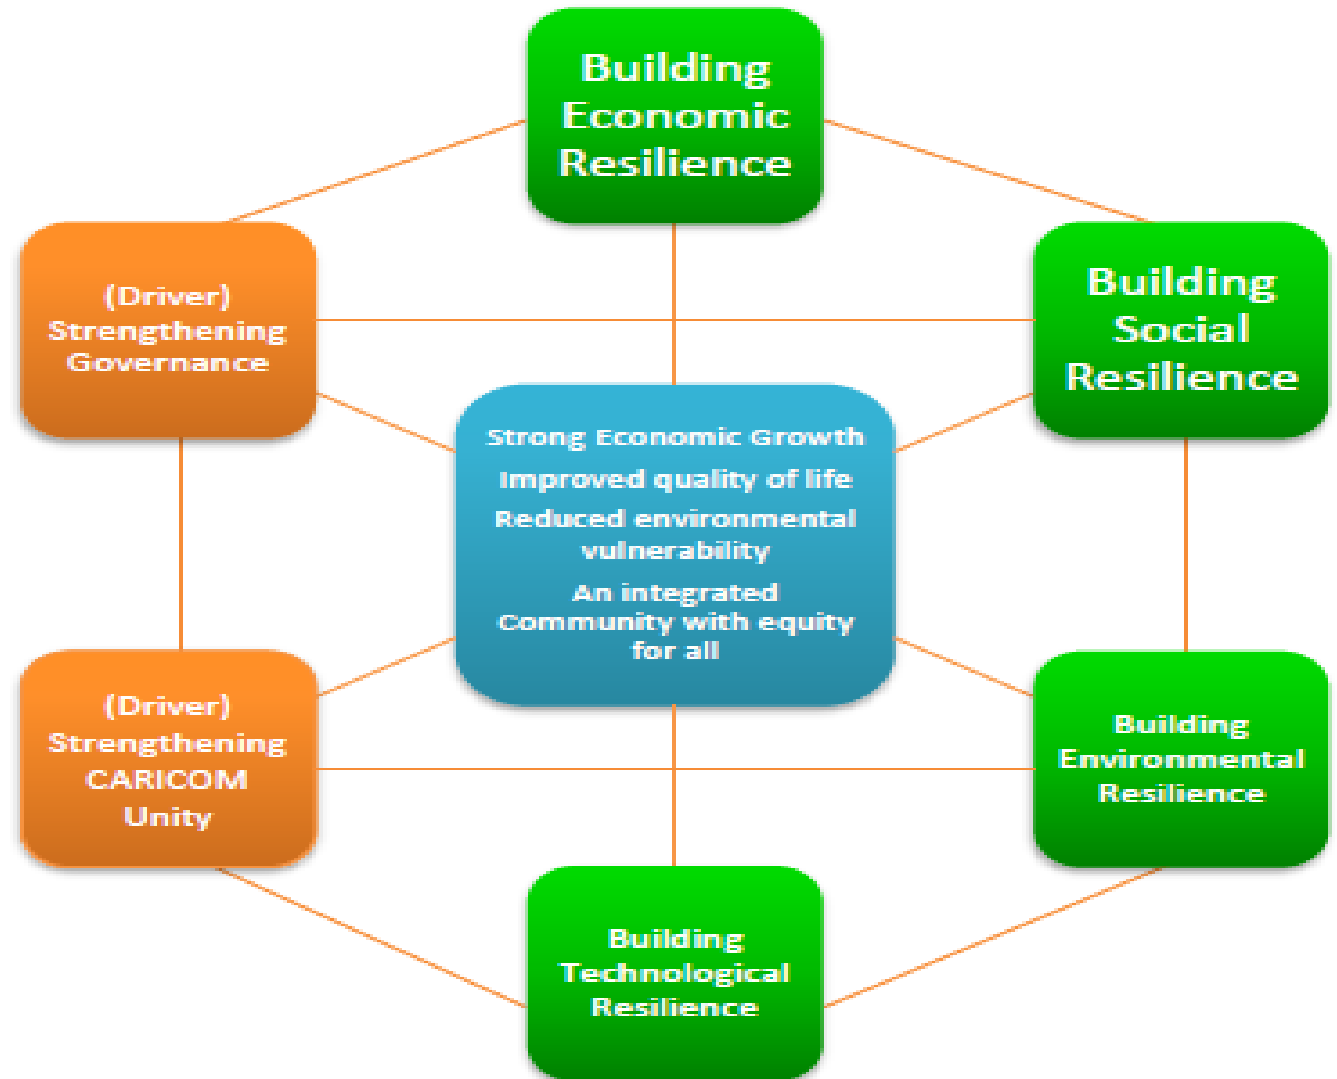 Building
Economic
Resilience
(Driver)
Strengthening
Governance
Building
Social
Resilience
Strong Economic Growth
Improved quality of life
Reduced environmental
vulnerability
An integrated
Community with equity
for all
(Driver)
Strengthening
CARICOM
Unity
Building
Environmental
Resilience
Building
Technological
Resilience